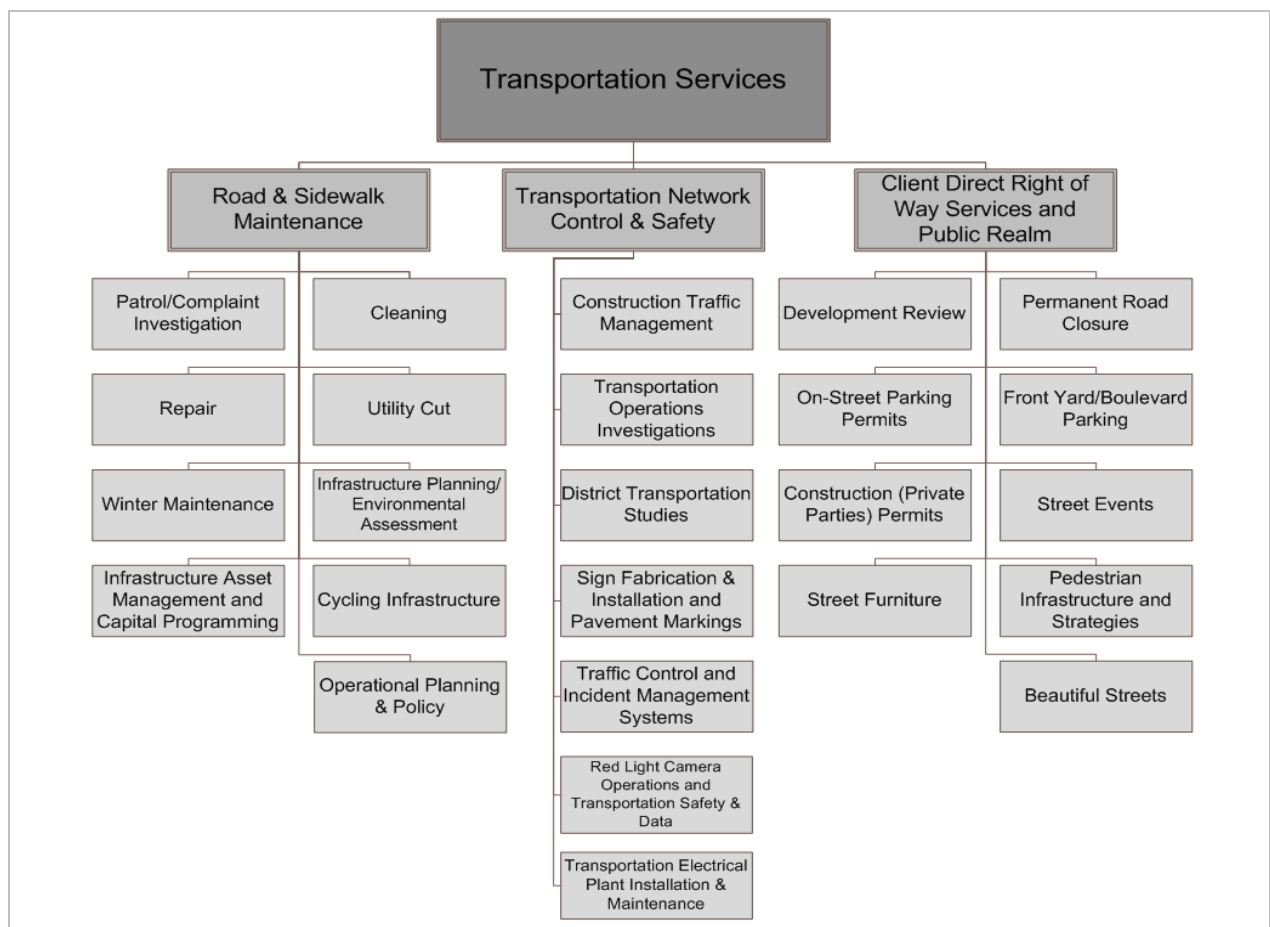 Transportation Services
Road & Sidewalk
Maintenance
Transportation Network
Control & Safety
Client Direct Right of
Way Services and
Public Realm
Patrol/Complaint
Investigation
Cleaning
Repair
Utility Cut
Winter Maintenance
Infrastructure Planning/
Environmental
Assessment
Infrastructure Asset
Management and
Capital Programming
Cycling Infrastructure
Operational Planning
& Policy
Construction Traffic
Management
Transportation
Operations
Investigations
District Transportation
Studies
Sign Fabrication &
Installation and
Pavement Markings
Traffic Control and
Incident Management
Systems
Red Light Camera
Operations and
Transportation Safety &
Data
Transportation Electrical
Plant Installation &
Maintenance
Development Review
Permanent Road
Closure
On-Street Parking
Permits
Front Yard/Boulevard
Parking
Construction (Private
Parties) Permits
Street Events
Street Furniture
Pedestrian
Infrastructure and
Strategies
Beautiful Streets